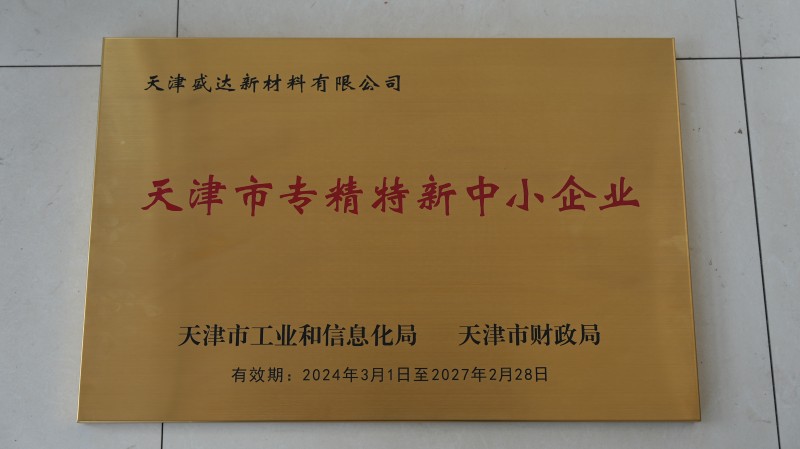 天津盛达新材料有限公司
天津市专精特新中小企业
天津市工业和信息化局 天津市财政局
有效期：2024年3月1日至2027年2月28日